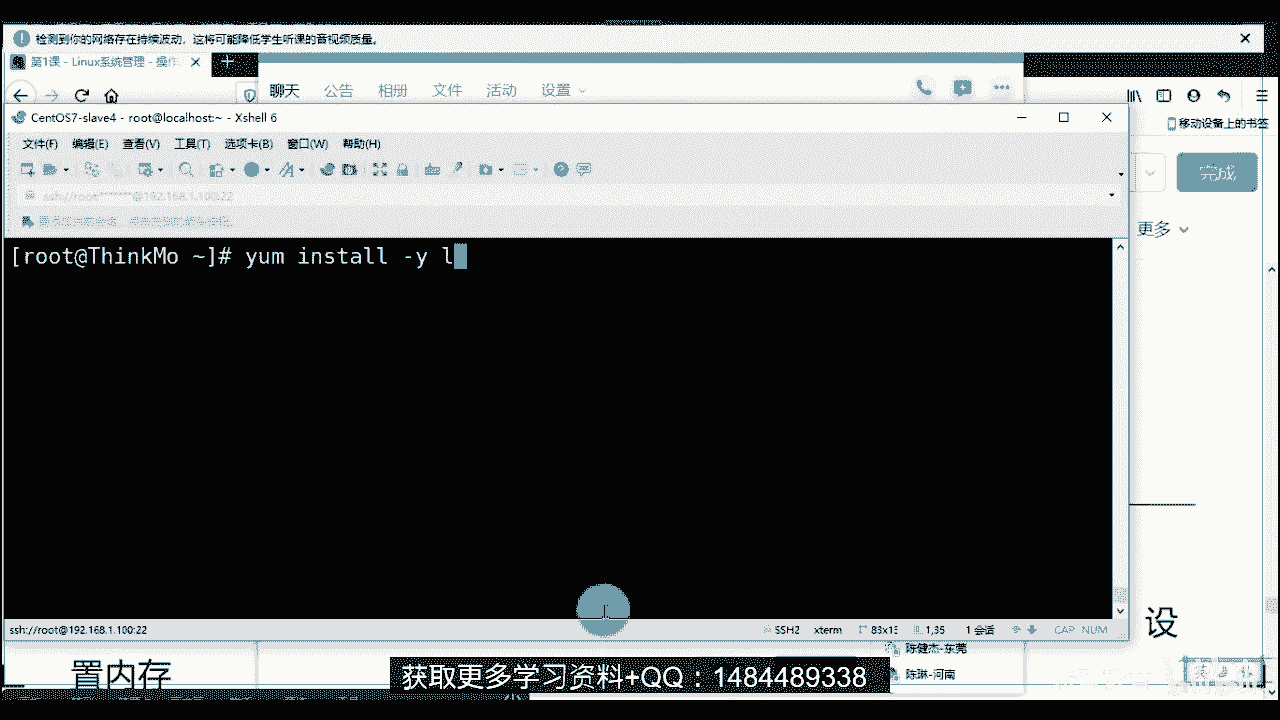 检测到你的网络存在持续波动，这将可能降低学生听课的音视频质量。
第1课 - Linux系统管理 - 操作
聊天 公告 相册 文件 活动 设置
移动设备上的书签
CentOS7-slave4 - root@localhost:~ - Xshell 6
文件(F) 编辑(E) 查看(V) 工具(T) 选项卡(B) 窗口(W) 帮助(H)
完成
ssh://root:*******@192.168.1.100:22
更多
[root@ThinkMo ~]# yum install -y l
ssh://root@192.168.1.100:22 SSH2 xterm 83x15 1,35 1 会话 CAP NUM
设
置内存
陈健杰-东莞
陈琳-河南
获取更多学习资料+QQ：1484489338